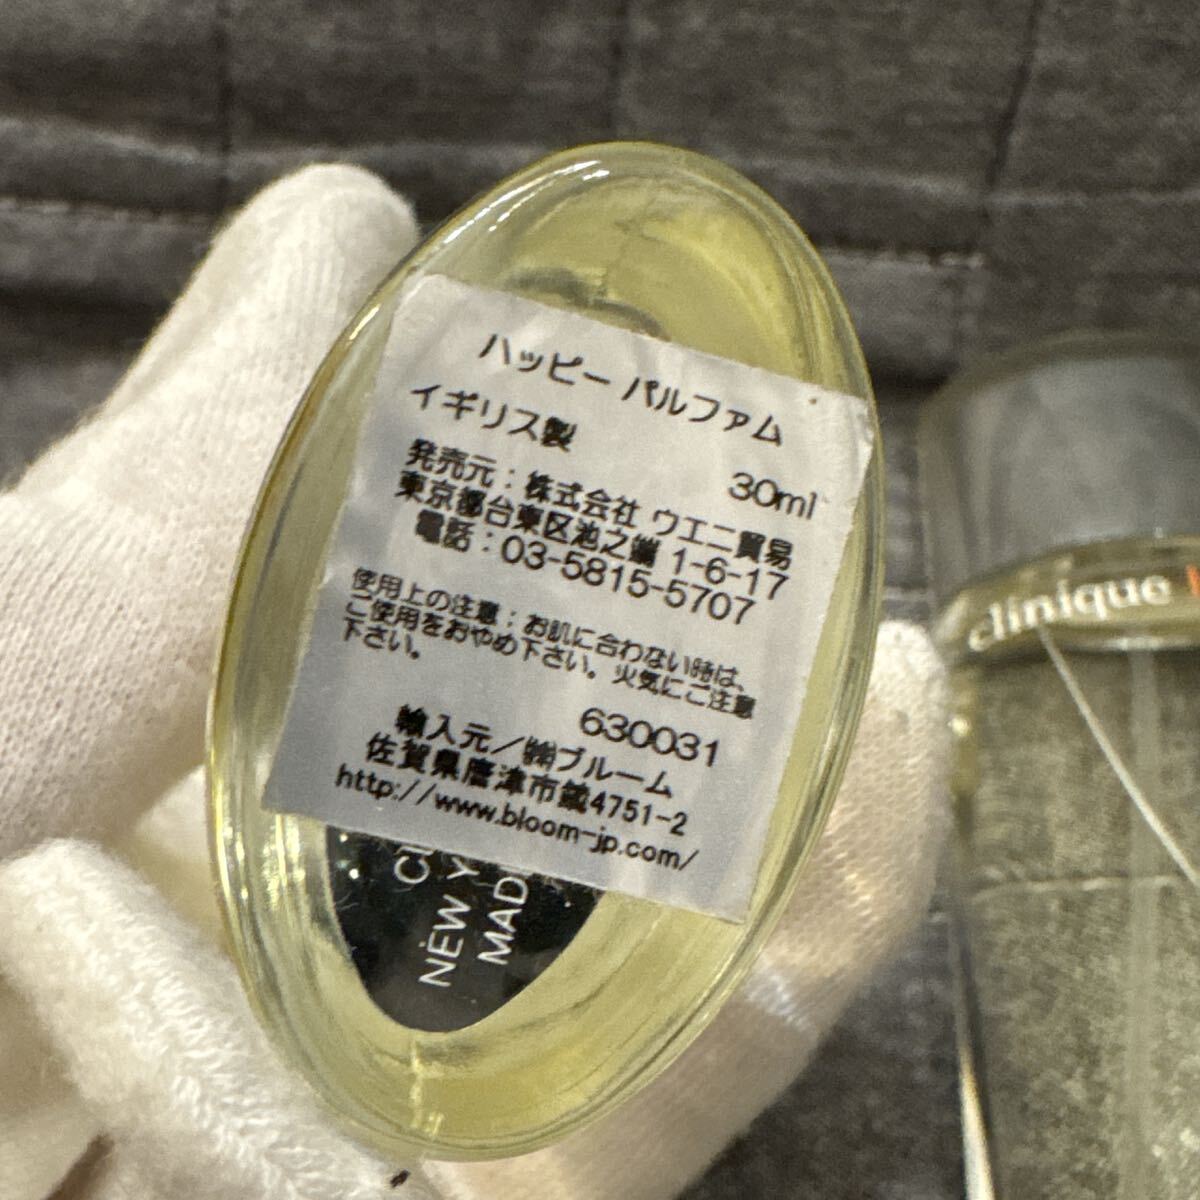 ハッピー パルファム
イギリス製
30ml
発売元：株式会社 ウエニ貿易
東京都台東区池之端 1-6-17
電話：03-5815-5707
使用上の注意：お肌に合わない時は、
ご使用をおやめ下さい。火気にご注意
下さい。
630031
輸入元／㈱ブルーム
佐賀県唐津市鏡4751-2
http://www.bloom-jp.com/
NEW Y
MAD
clinique